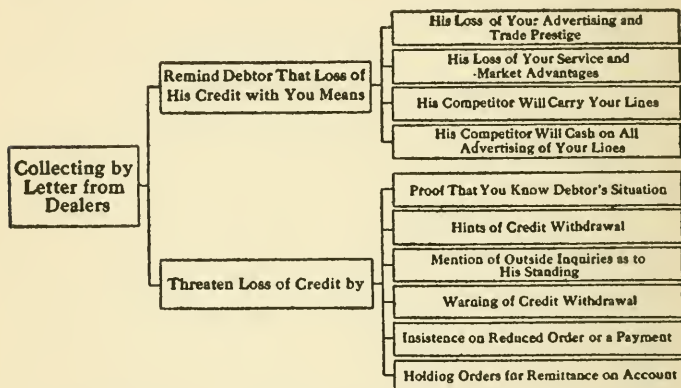 Collecting by
Letter from
Dealers
Remind Debtor That Loss of
His Credit with You Means
His Loss of Your Advertising and
Trade Prestige
His Loss of Your Service and
Market Advantages
His Competitor Will Carry Your Lines
His Competitor Will Cash on All
Advertising of Your Lines
Threaten Loss of Credit by
Proof That You Know Debtor's Situation
Hints of Credit Withdrawal
Mention of Outside Inquiries as to
His Standing
Warning of Credit Withdrawal
Insistence on Reduced Order or a Payment
Holding Orders for Remittance on Account